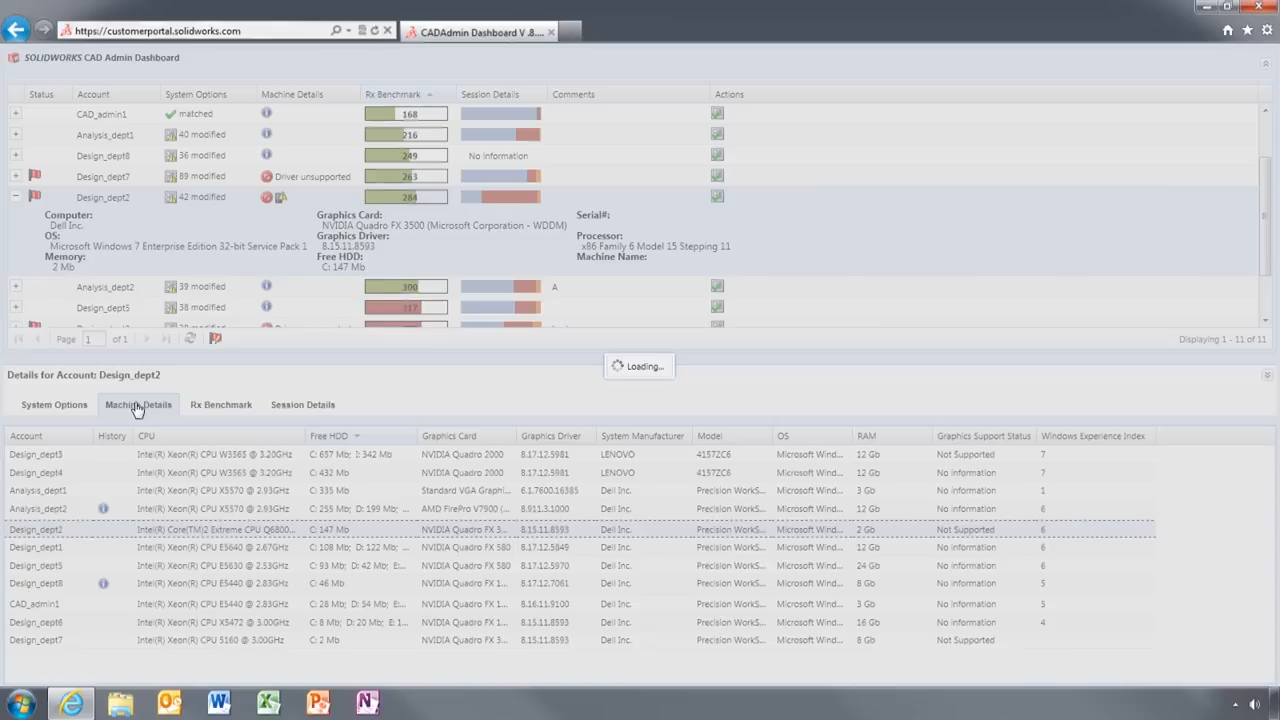 https://customerportal.solidworks.com
CADAdmin Dashboard V .8....
SOLIDWORKS CAD Admin Dashboard
Status Account System Options Machine Details Rx Benchmark Session Details Comments Actions
CAD_admin1 matched 168
Analysis_dept1 40 modified 216
Design_dept8 36 modified 249 No Information
Design_dept7 89 modified Driver unsupported 263
Design_dept2 42 modified 284
Computer: Graphics Card: Serial#:
Dell Inc. NVIDIA Quadro FX 3500 (Microsoft Corporation - WDDM)
OS: Graphics Driver: Processor:
Microsoft Windows 7 Enterprise Edition 32-bit Service Pack 1 8.15.11.8593 x86 Family 6 Model 15 Stepping 11
Memory: Free HDD: Machine Name:
2 Mb C: 147 Mb
Analysis_dept2 39 modified 300 A
Design_dept5 38 modified 317
Page 1 of 1 Displaying 1 - 11 of 11
Loading...
Details for Account: Design_dept2
System Options Machine Details Rx Benchmark Session Details
Account History CPU Free HDD Graphics Card Graphics Driver System Manufacturer Model OS RAM Graphics Support Status Windows Experience Index
Design_dept3 Intel(R) Xeon(R) CPU W3565 @ 3.20GHz C: 657 Mb; I: 342 Mb NVIDIA Quadro 2000 8.17.12.5981 LENOVO 4157ZC6 Microsoft Wind... 12 Gb Not Supported 7
Design_dept4 Intel(R) Xeon(R) CPU W3565 @ 3.20GHz C: 432 Mb NVIDIA Quadro 2000 8.17.12.5981 LENOVO 4157ZC6 Microsoft Wind... 12 Gb No information 7
Analysis_dept1 Intel(R) Xeon(R) CPU X5570 @ 2.93GHz C: 335 Mb Standard VGA Graphi... 6.1.7600.16385 Dell Inc. Precision WorkS... Microsoft Wind... 12 Gb No information 1
Analysis_dept2 Intel(R) Xeon(R) CPU X5570 @ 2.93GHz C: 255 Mb; D: 199 Mb; ... AMD FirePro V7900 (... 8.911.3.1000 Dell Inc. Precision WorkS... Microsoft Wind... 12 Gb No information 6
Design_dept2 Intel(R) Core(TM)2 Extreme CPU Q6800... C: 147 Mb NVIDIA Quadro FX 3... 8.15.11.8593 Dell Inc. Precision WorkS... Microsoft Wind... 2 Gb Not Supported 6
Design_dept1 Intel(R) Xeon(R) CPU E5640 @ 2.67GHz C: 108 Mb; D: 122 Mb; ... NVIDIA Quadro FX 580 8.17.12.5849 Dell Inc. Precision WorkS... Microsoft Wind... 12 Gb No information 6
Design_dept5 Intel(R) Xeon(R) CPU E5630 @ 2.53GHz C: 93 Mb; D: 42 Mb; E:... NVIDIA Quadro FX 580 8.17.12.5970 Dell Inc. Precision WorkS... Microsoft Wind... 24 Gb No information 6
Design_dept8 Intel(R) Xeon(R) CPU E5440 @ 2.83GHz C: 46 Mb NVIDIA Quadro FX 1... 8.17.12.7061 Dell Inc. Precision WorkS... Microsoft Wind... 8 Gb No information 5
CAD_admin1 Intel(R) Xeon(R) CPU E5440 @ 2.83GHz C: 28 Mb; D: 54 Mb; E:... NVIDIA Quadro FX 1... 8.16.11.9100 Dell Inc. Precision WorkS... Microsoft Wind... 3 Gb No information 5
Design_dept6 Intel(R) Xeon(R) CPU X5472 @ 3.00GHz C: 8 Mb; D: 20 Mb; E: 1... NVIDIA Quadro FX 1... 8.15.11.8593 Dell Inc. Precision WorkS... Microsoft Wind... 16 Gb No information 4
Design_dept7 Intel(R) Xeon(R) CPU 5160 @ 3.00GHz C: 2 Mb NVIDIA Quadro FX 3... 8.15.11.8593 Dell Inc. Precision WorkS... Microsoft Wind... 8 Gb Not Supported